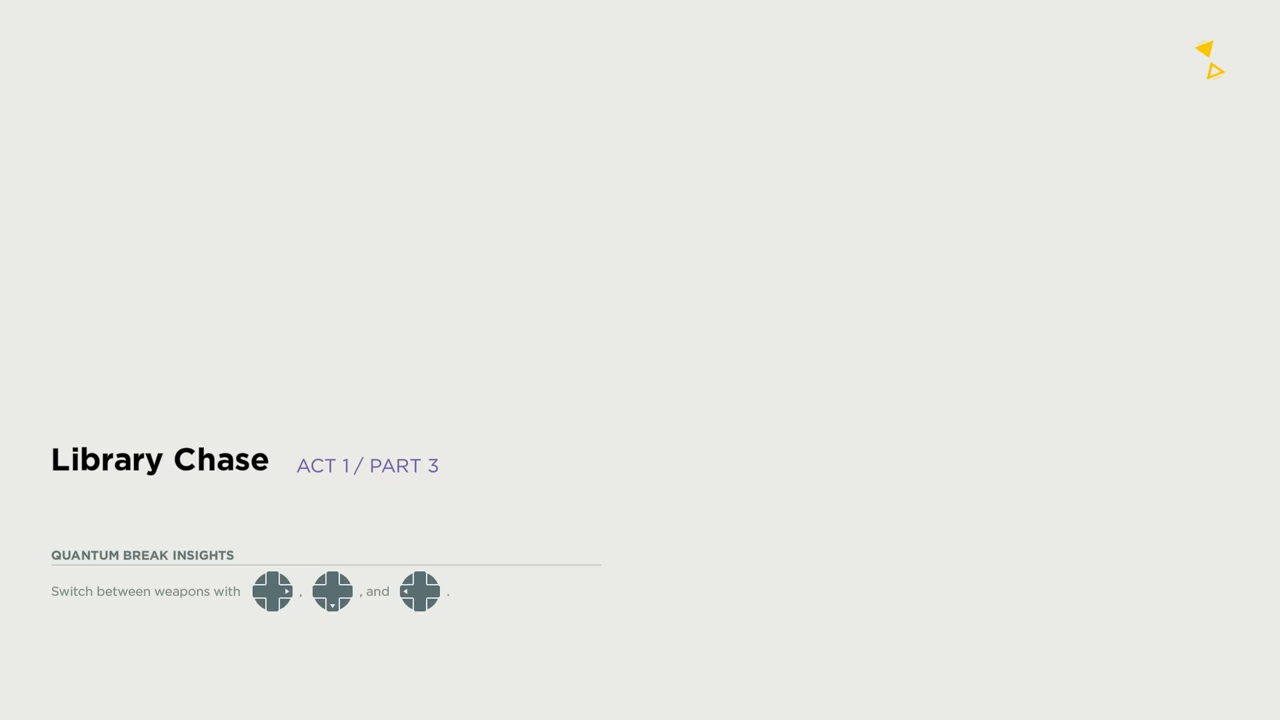 Library Chase ACT 1 / PART 3
QUANTUM BREAK INSIGHTS
Switch between weapons with , , and .